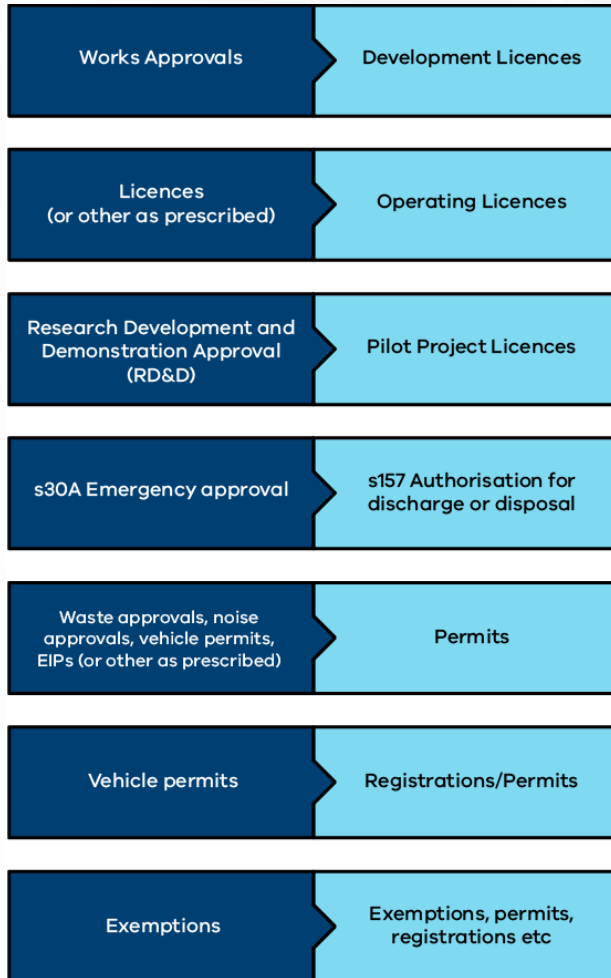 Works Approvals
Development Licences
Licences
(or other as prescribed)
Operating Licences
Research Development and
Demonstration Approval
(RD&D)
Pilot Project Licences
s30A Emergency approval
s157 Authorisation for
discharge or disposal
Waste approvals, noise
approvals, vehicle permits,
EIPs (or other as prescribed)
Permits
Vehicle permits
Registrations/Permits
Exemptions
Exemptions, permits,
registrations etc